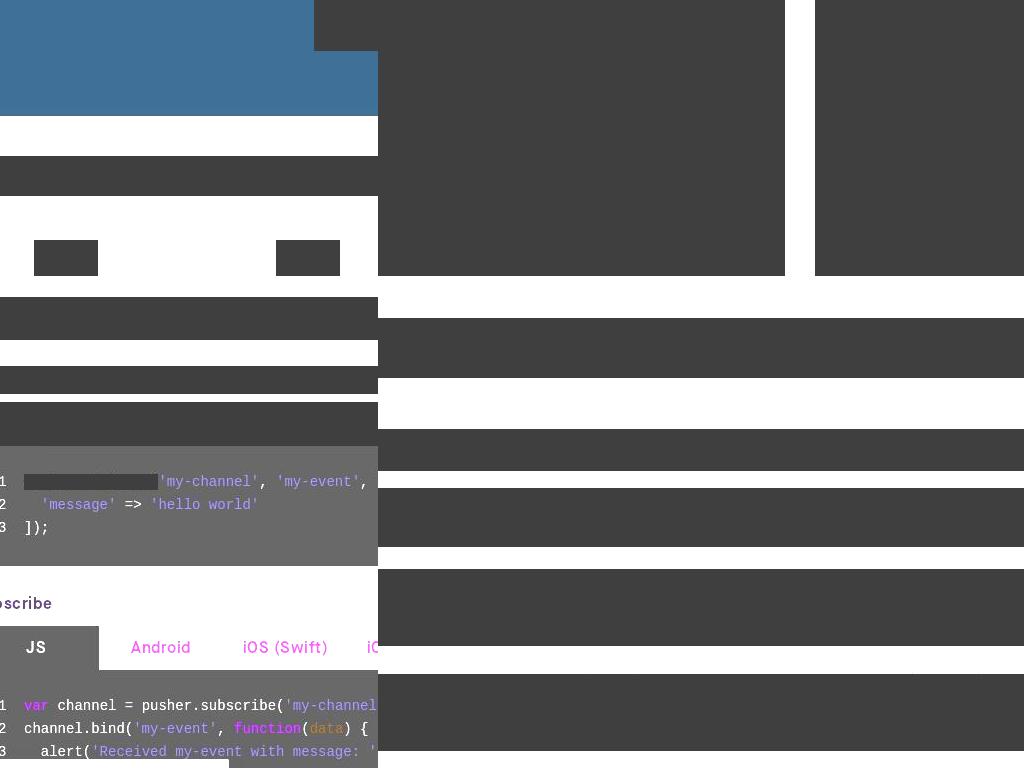 1 'my-channel', 'my-event',
2 'message' => 'hello world'
3 ]);
JS Android iOS (Swift)
1 var channel = pusher.subscribe('my-channel
2 channel.bind('my-event', function(data) {
3 alert('Received my-event with message: '